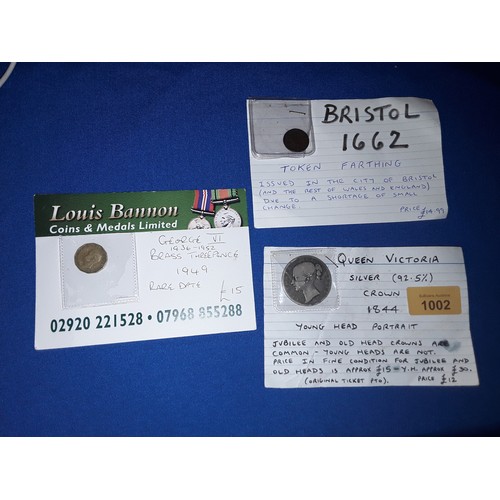 BRISTOL
1662
TOKEN FARTHING
ISSUED IN THE CITY OF BRISTOL
(AND THE REST OF WALES AND ENGLAND)
DUE TO A SHORTAGE OF SMALL
CHANGE.
PRICE £19.99
Louis Bannon
Coins & Medals Limited
GEORGE VI
1936-1952
BRASS THREEPENCE
1949
RARE DATE
£15
02920 221528 • 07968 855288
QUEEN VICTORIA
SILVER (92.5%)
CROWN
1844
1002
YOUNG HEAD PORTRAIT
JUBILEE AND OLD HEAD CROWNS ARE
COMMON - YOUNG HEADS ARE NOT.
PRICE IN FINE CONDITION FOR JUBILEE AND
OLD HEADS IS APPROX £15 - Y.H. APPROX £30.
(ORIGINAL TICKET PTO). PRICE £12